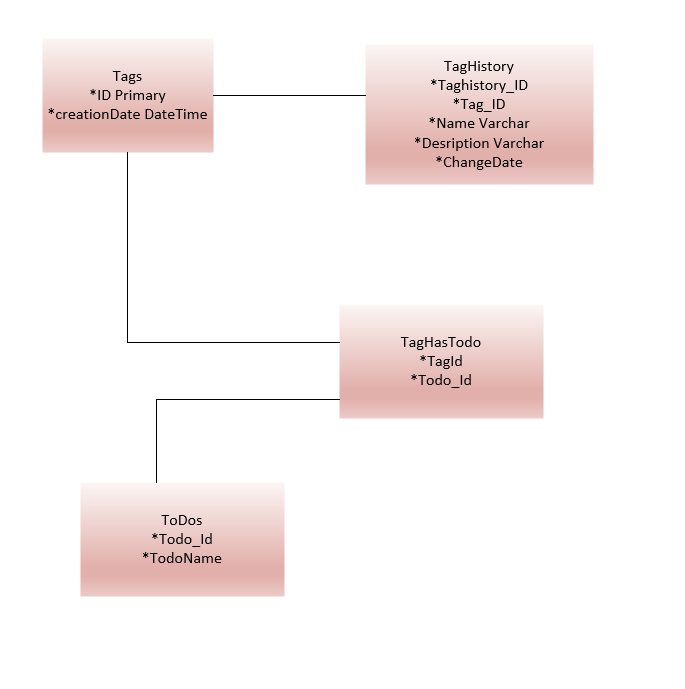 Tags
*ID Primary
*creationDate DateTime
TagHistory
*Taghistory_ID
*Tag_ID
*Name Varchar
*Desription Varchar
*ChangeDate
TagHasTodo
*TagId
*Todo_Id
ToDos
*Todo_Id
*TodoName